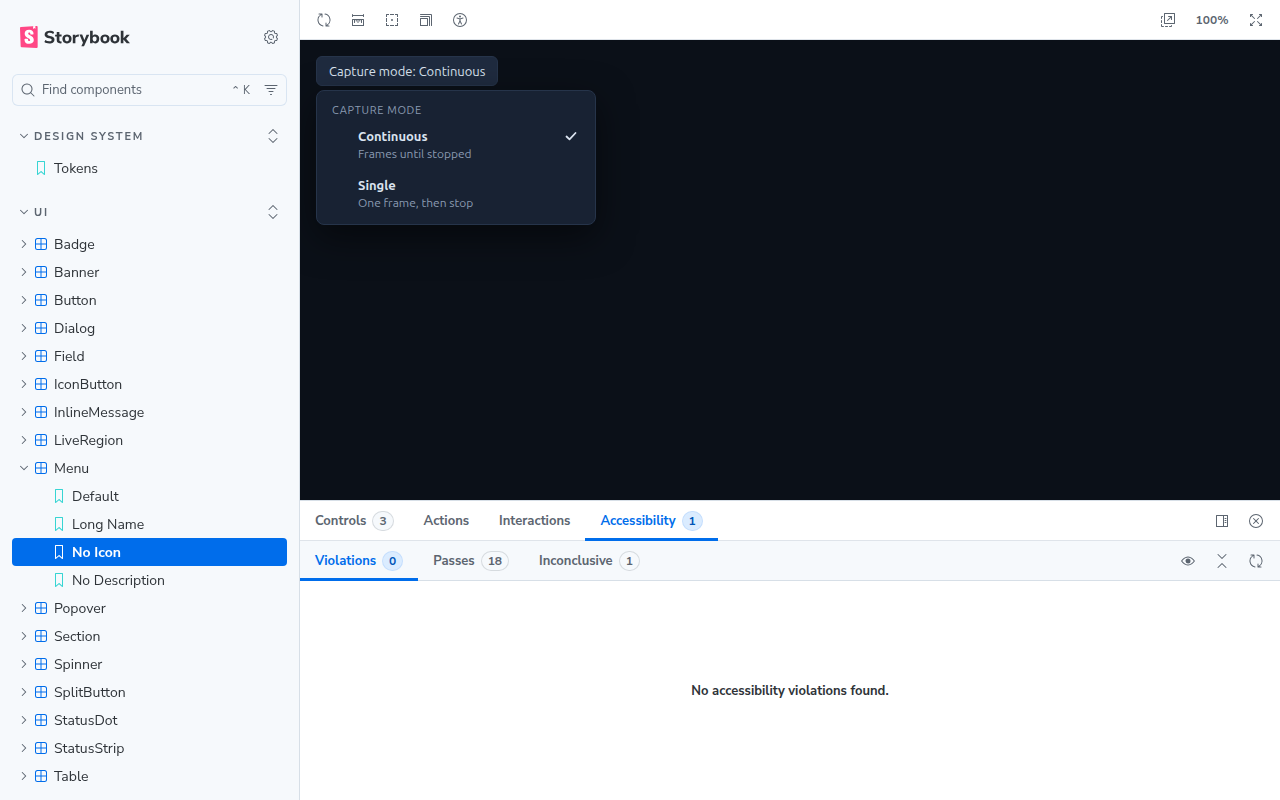 Storybook
Find components
⌃ K
DESIGN SYSTEM
Tokens
UI
Badge
Banner
Button
Dialog
Field
IconButton
InlineMessage
LiveRegion
Menu
Default
Long Name
No Icon
No Description
Popover
Section
Spinner
SplitButton
StatusDot
StatusStrip
Table
100%
Capture mode: Continuous
CAPTURE MODE
Continuous
Frames until stopped
Single
One frame, then stop
Controls 3 Actions Interactions Accessibility 1
Violations 0 Passes 18 Inconclusive 1
No accessibility violations found.